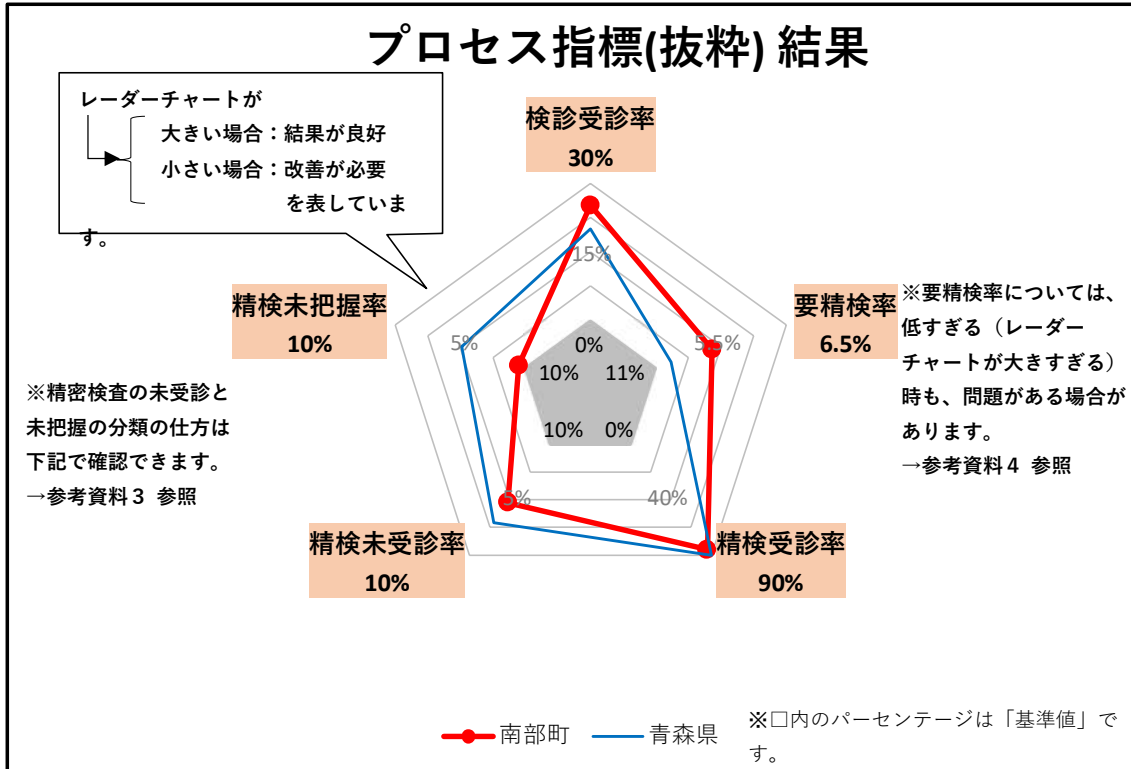 プロセス指標(抜粋) 結果
レーダーチャートが
大きい場合：結果が良好
小さい場合：改善が必要
を表していま
す。
検診受診率
30%
15%
0%
精検未把握率
10%
5%
10%
要精検率
6.5%
5.5%
11%
※要精検率については、
低すぎる（レーダー
チャートが大きすぎる）
時も、問題がある場合が
あります。
→参考資料４ 参照
※精密検査の未受診と
未把握の分類の仕方は
下記で確認できます。
→参考資料３ 参照
10%
0%
5%
40%
精検未受診率
10%
精検受診率
90%
南部町
青森県
※□内のパーセンテージは「基準値」で
す。